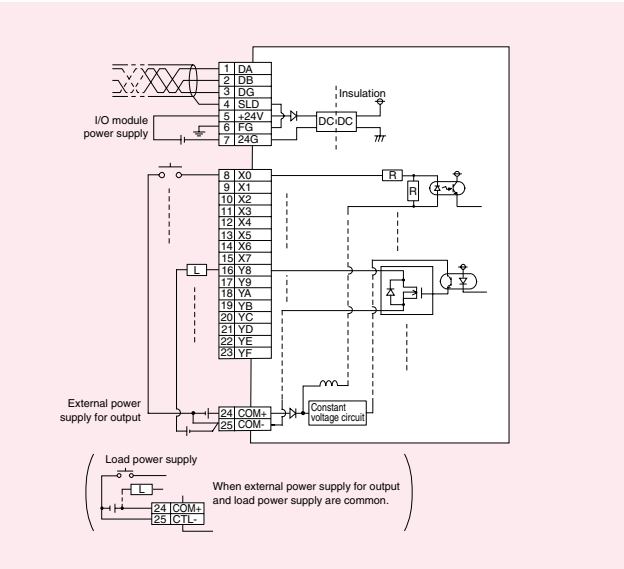 1 DA
2 DB
3 DG
4 SLD
5 +24V
6 FG
7 24G
I/O module
power supply
Insulation
DC DC
8 X0
9 X1
10 X2
11 X3
12 X4
13 X5
14 X6
15 X7
16 Y8
17 Y9
18 YA
19 YB
20 YC
21 YD
22 YE
23 YF
R
R
L
External power
supply for output
24 COM+
25 COM-
Constant
voltage circuit
Load power supply
L
24 COM+
25 CTL-
When external power supply for output
and load power supply are common.